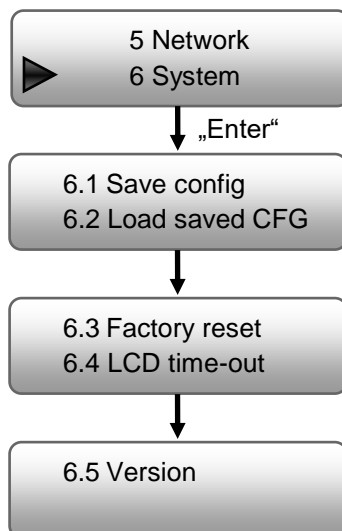 5 Network
6 System
„Enter“
6.1 Save config
6.2 Load saved CFG
6.3 Factory reset
6.4 LCD time-out
6.5 Version